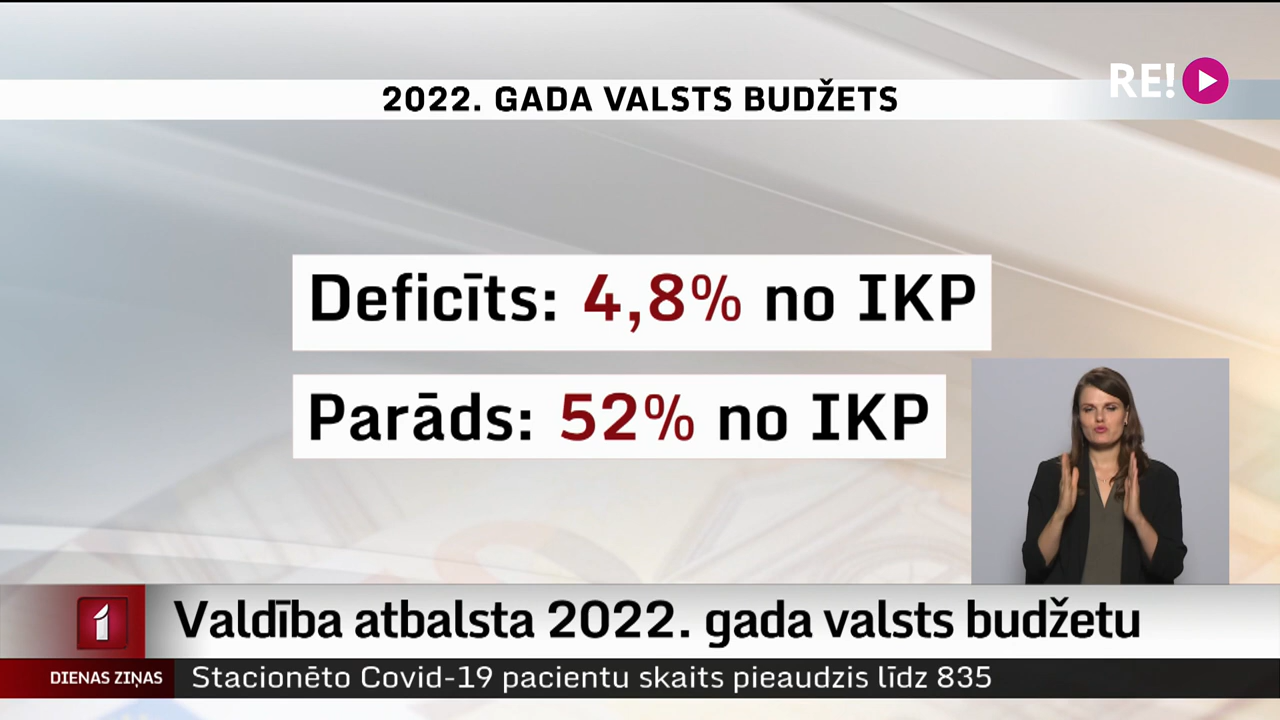 RE!
2022. GADA VALSTS BUDŽETS
Deficīts: 4,8% no IKP
Parāds: 52% no IKP
1
Valdība atbalsta 2022. gada valsts budžetu
DIENAS ZIŅAS
Stacionēto Covid-19 pacientu skaits pieaudzis līdz 835